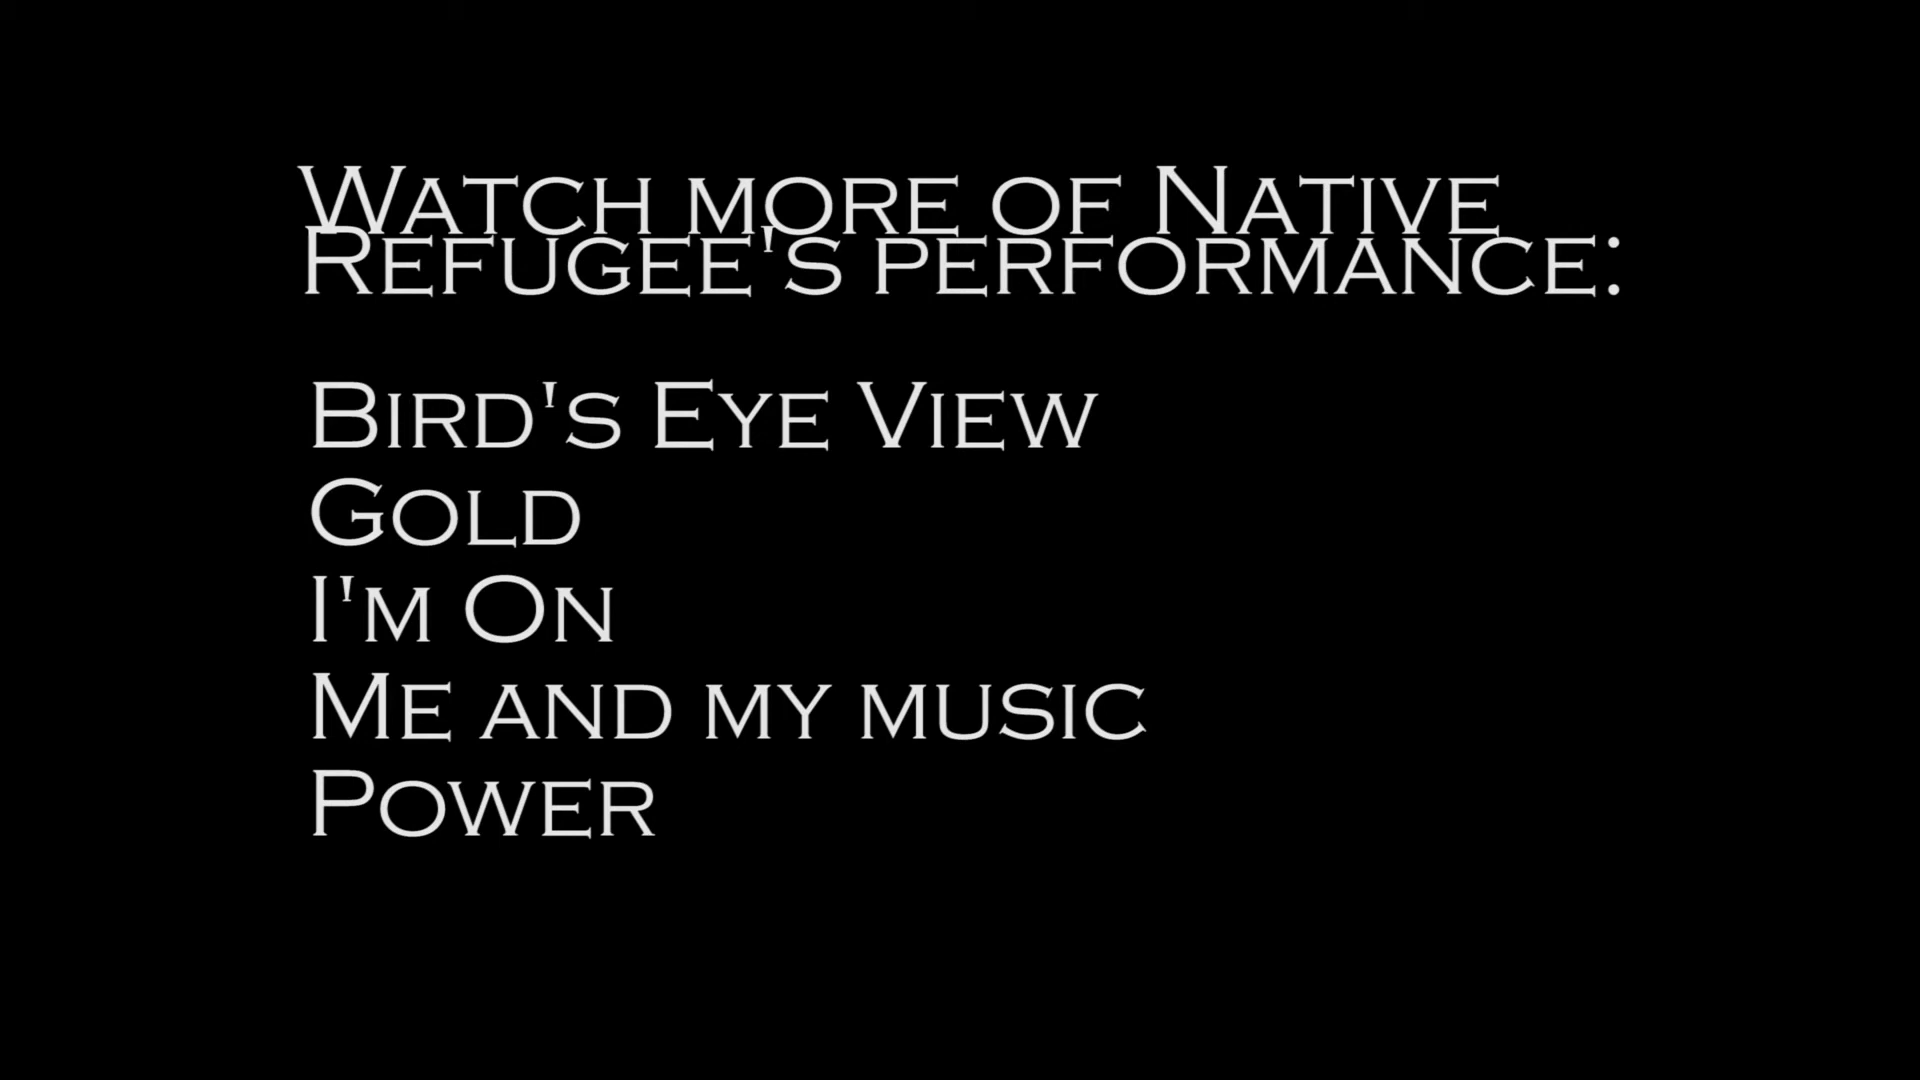 Watch more of Native
Refugee's performance:
Bird's Eye View
Gold
I'm On
Me and my music
Power